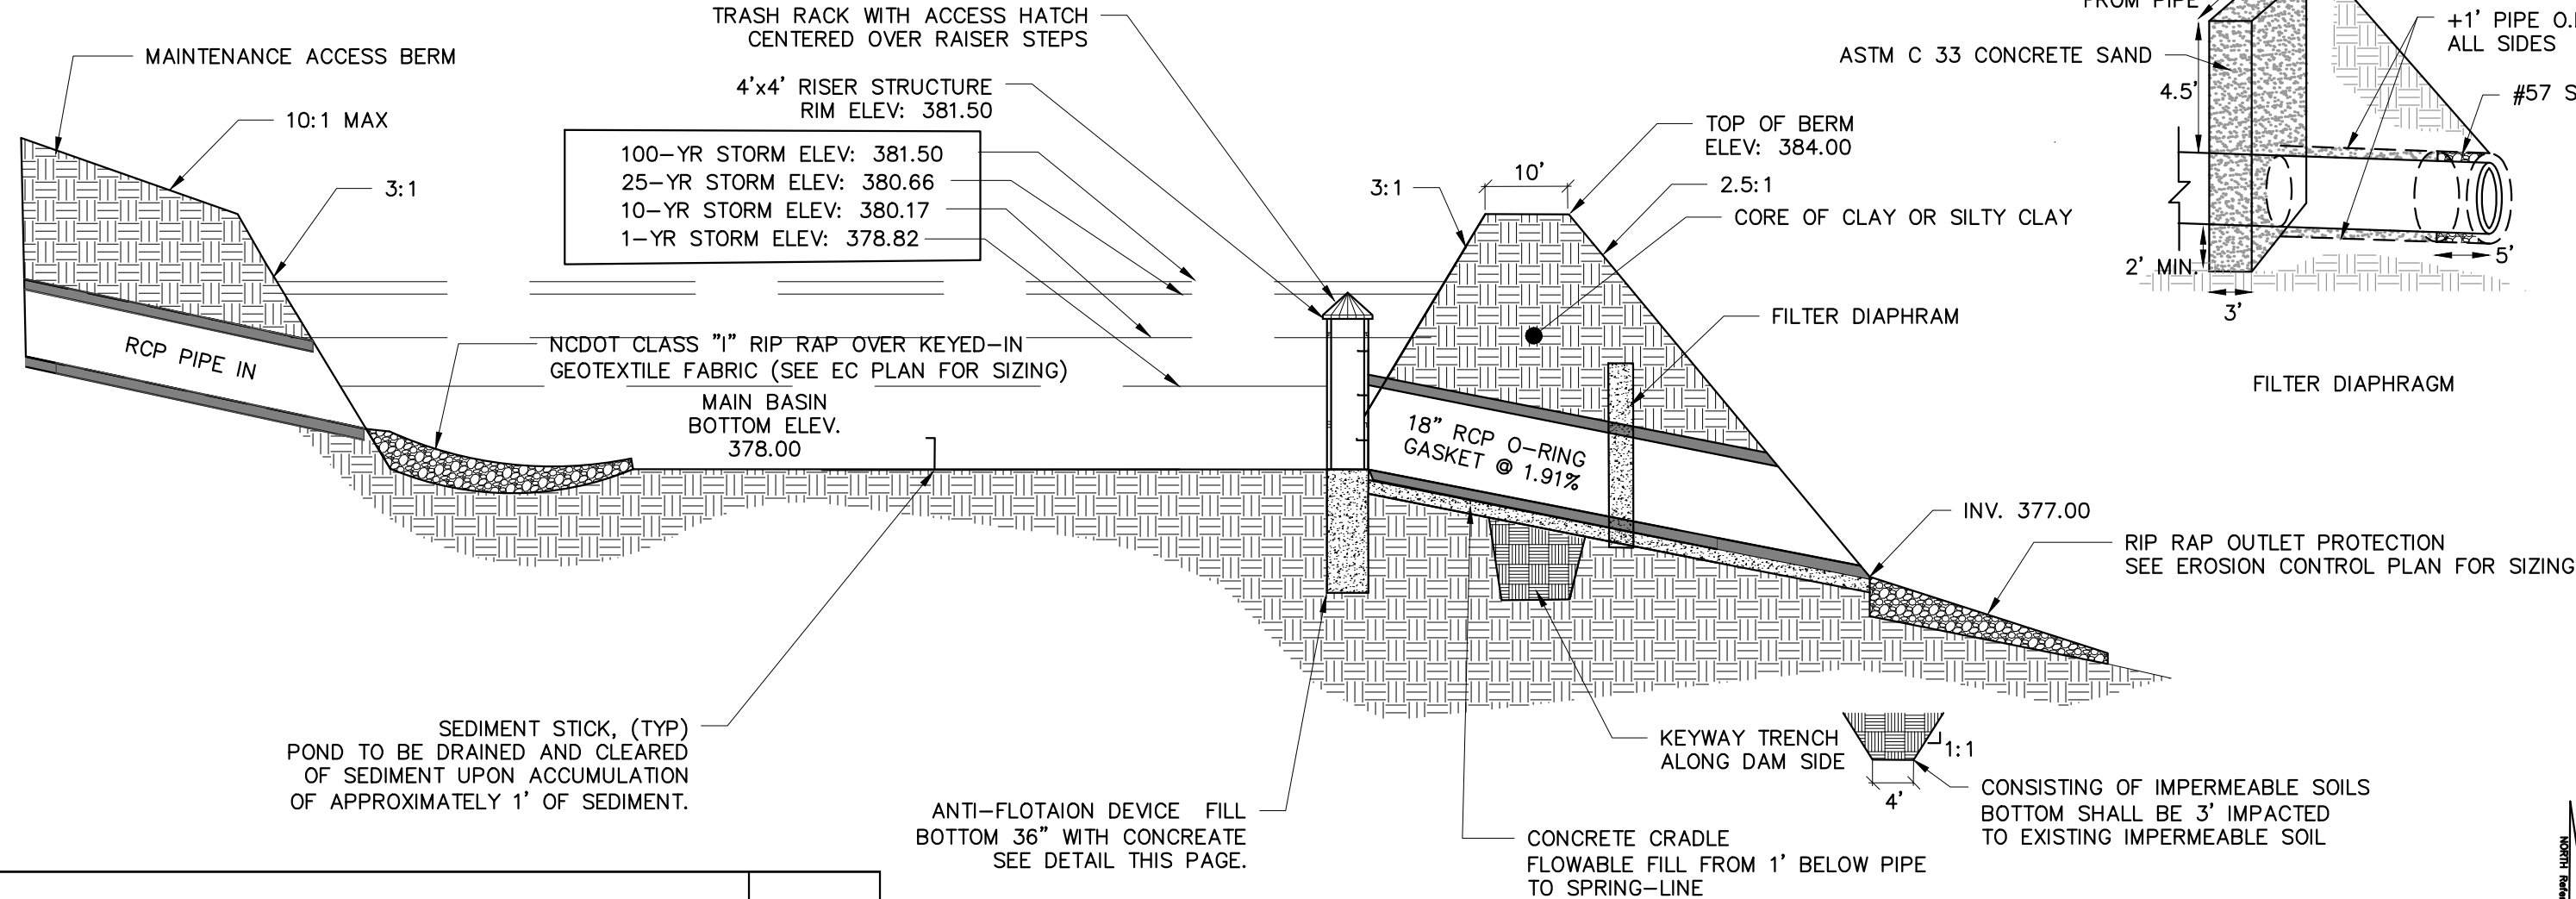 TRASH RACK WITH ACCESS HATCH
CENTERED OVER RAISER STEPS
MAINTENANCE ACCESS BERM
4'x4' RISER STRUCTURE
RIM ELEV: 381.50
10:1 MAX
100-YR STORM ELEV: 381.50
25-YR STORM ELEV: 380.66
10-YR STORM ELEV: 380.17
1-YR STORM ELEV: 378.82
3:1
TOP OF BERM
ELEV: 384.00
10'
3:1
2.5:1
CORE OF CLAY OR SILTY CLAY
FILTER DIAPHRAM
RCP PIPE IN
NCDOT CLASS "I" RIP RAP OVER KEYED-IN
GEOTEXTILE FABRIC (SEE EC PLAN FOR SIZING)
MAIN BASIN
BOTTOM ELEV.
378.00
18" RCP O-RING
GASKET @ 1.91%
INV. 377.00
RIP RAP OUTLET PROTECTION
SEE EROSION CONTROL PLAN FOR SIZING
SEDIMENT STICK, (TYP)
POND TO BE DRAINED AND CLEARED
OF SEDIMENT UPON ACCUMULATION
OF APPROXIMATELY 1' OF SEDIMENT.
ANTI-FLOTAION DEVICE FILL
BOTTOM 36" WITH CONCREATE
SEE DETAIL THIS PAGE.
KEYWAY TRENCH
ALONG DAM SIDE
1:1
4'
CONSISTING OF IMPERMEABLE SOILS
BOTTOM SHALL BE 3' IMPACTED
TO EXISTING IMPERMEABLE SOIL
CONCRETE CRADLE
FLOWABLE FILL FROM 1' BELOW PIPE
TO SPRING-LINE
FROM PIPE
ASTM C 33 CONCRETE SAND
4.5'
2' MIN.
3'
+1' PIPE O.
ALL SIDES
#57 S
5'
FILTER DIAPHRAGM
NORTH